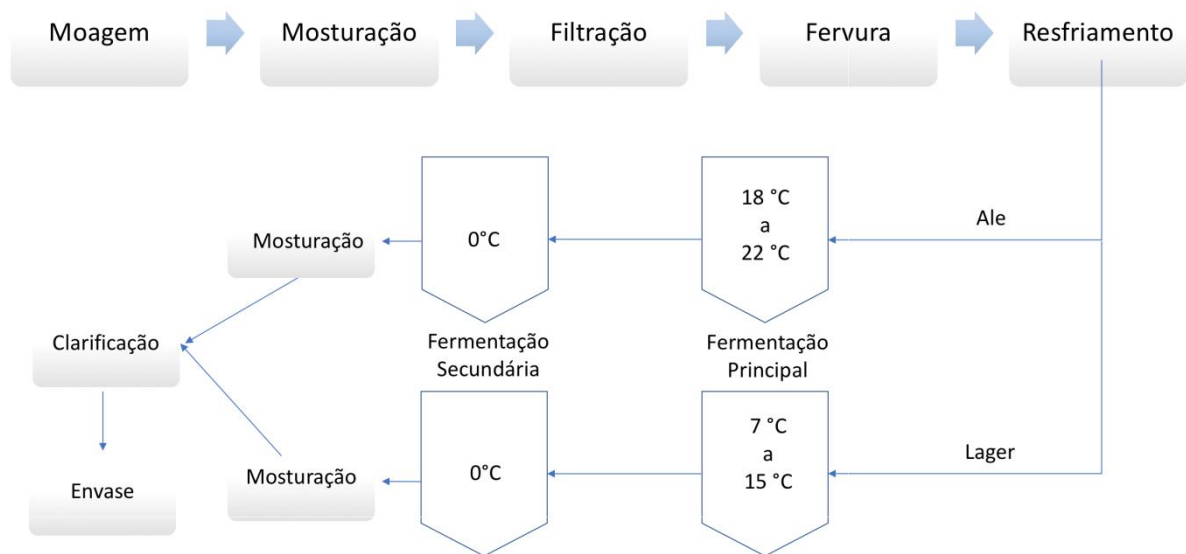 Moagem
Mosturação
Filtração
Fervura
Resfriamento
18 °C
a
22 °C
Ale
0°C
Mosturação
Fermentação
Secundária
Fermentação
Principal
Clarificação
7 °C
a
15 °C
Lager
0°C
Mosturação
Envase